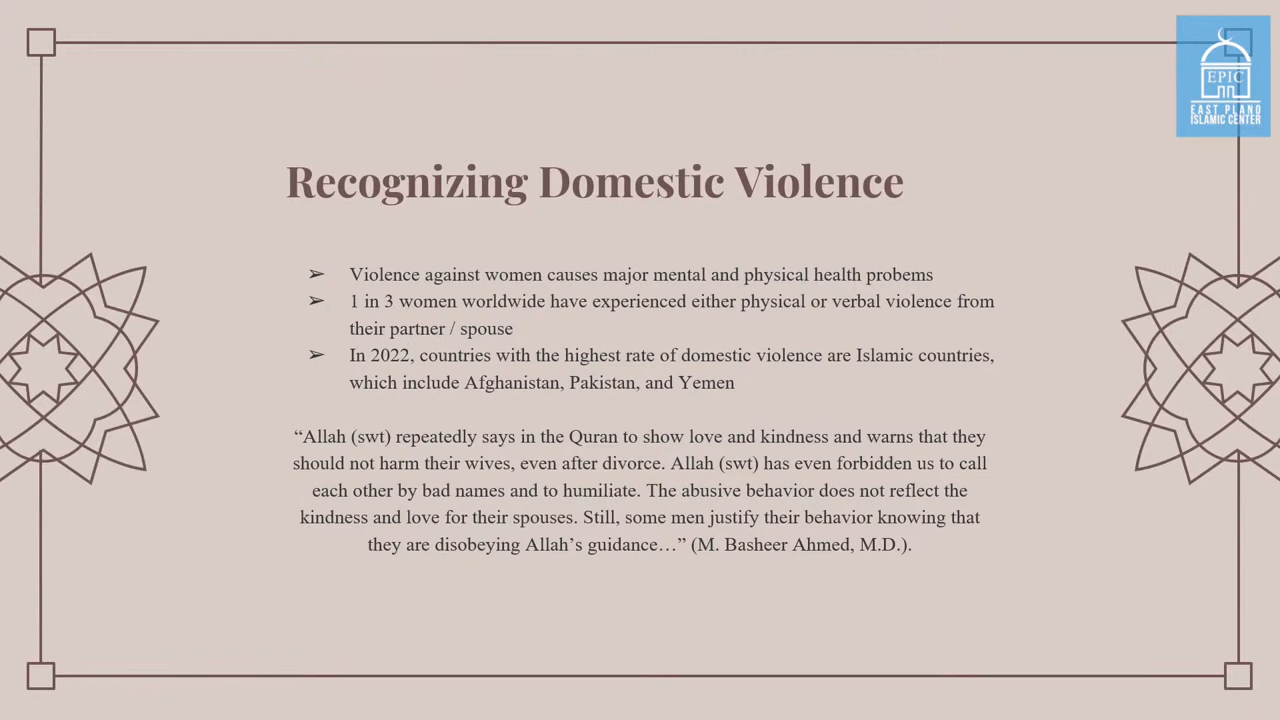 EPIC
EAST PLANO
ISLAMIC CENTER
Recognizing Domestic Violence
➢ Violence against women causes major mental and physical health probems
➢ 1 in 3 women worldwide have experienced either physical or verbal violence from
their partner / spouse
➢ In 2022, countries with the highest rate of domestic violence are Islamic countries,
which include Afghanistan, Pakistan, and Yemen
“Allah (swt) repeatedly says in the Quran to show love and kindness and warns that they
should not harm their wives, even after divorce. Allah (swt) has even forbidden us to call
each other by bad names and to humiliate. The abusive behavior does not reflect the
kindness and love for their spouses. Still, some men justify their behavior knowing that
they are disobeying Allah’s guidance…” (M. Basheer Ahmed, M.D.).